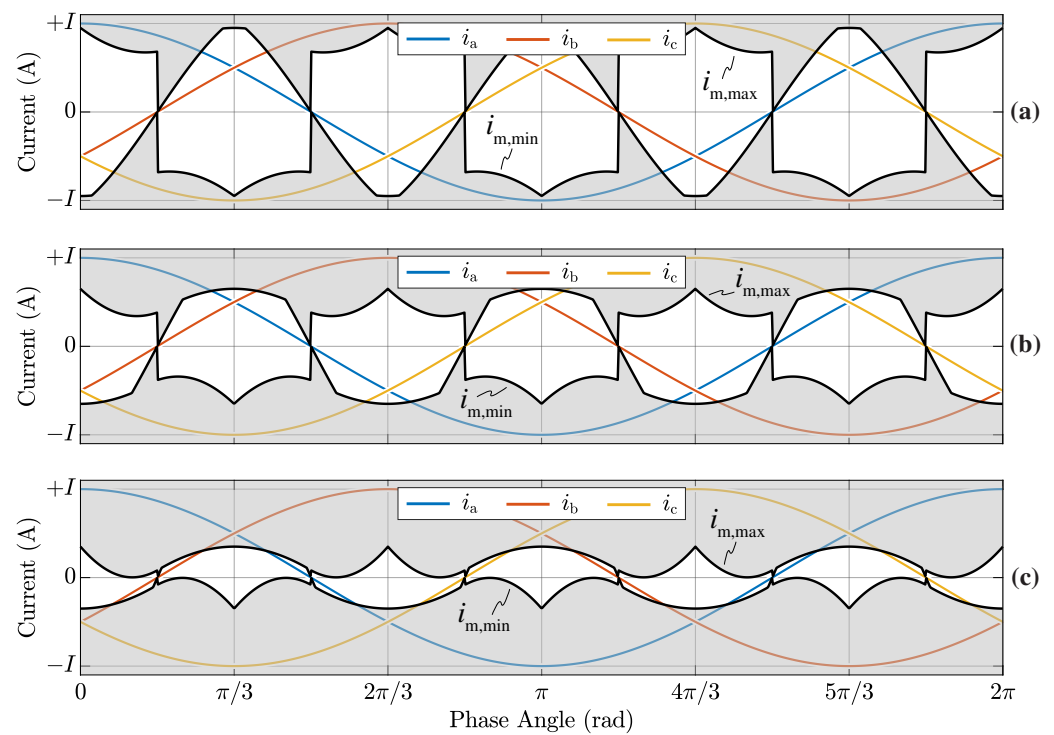 +I
i_a i_b i_c
Current (A)
0
i_m,min
i_m,max
(a)
−I
+I
i_a i_b i_c
i_m,max
Current (A)
0
(b)
i_m,min
−I
+I
i_a i_b i_c
i_m,max
Current (A)
0
(c)
i_m,min
−I
0 π/3 2π/3 π 4π/3 5π/3 2π
Phase Angle (rad)